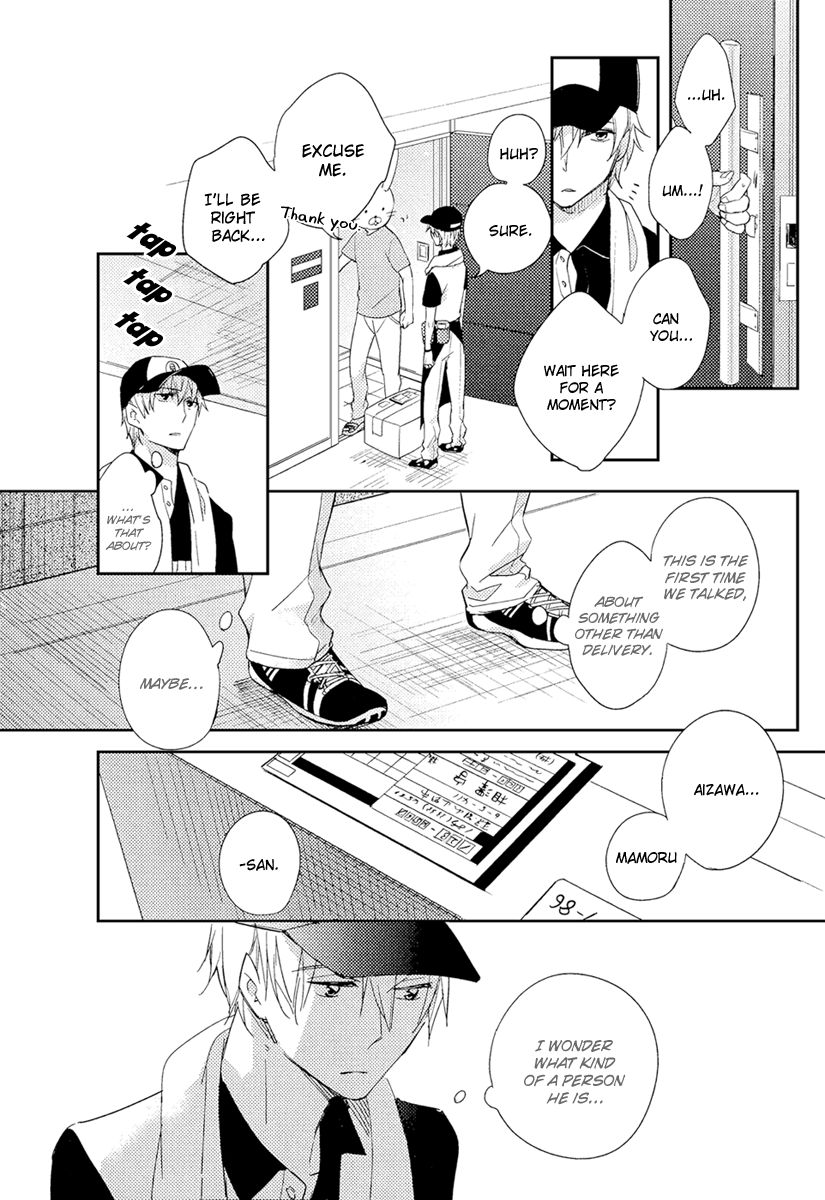 ...UH.
UM...!
CAN
YOU...
WAIT HERE
FOR A
MOMENT?
HUH?
SURE.
EXCUSE
ME.
I'LL BE
RIGHT
BACK...
Thank you.
tap
tap
tap
...
WHAT'S
THAT
ABOUT?
THIS IS THE
FIRST TIME
WE TALKED,
ABOUT
SOMETHING
OTHER THAN
DELIVERY.
MAYBE...
AIZAWA...
MAMORU
-SAN.
98-1
I WONDER
WHAT KIND
OF A PERSON
HE IS...